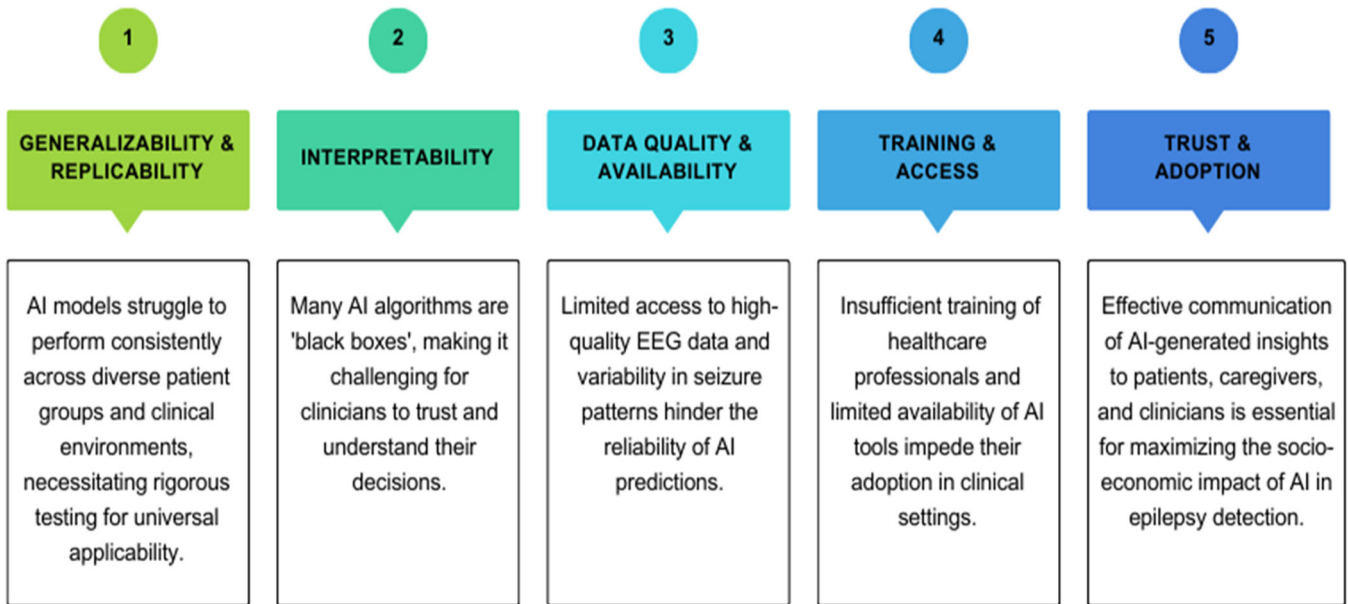 1
GENERALIZABILITY &
REPLICABILITY
AI models struggle to
perform consistently
across diverse patient
groups and clinical
environments,
necessitating rigorous
testing for universal
applicability.
2
INTERPRETABILITY
Many AI algorithms are
'black boxes', making it
challenging for
clinicians to trust and
understand their
decisions.
3
DATA QUALITY &
AVAILABILITY
Limited access to high-
quality EEG data and
variability in seizure
patterns hinder the
reliability of AI
predictions.
4
TRAINING &
ACCESS
Insufficient training of
healthcare
professionals and
limited availability of AI
tools impede their
adoption in clinical
settings.
5
TRUST &
ADOPTION
Effective communication
of AI-generated insights
to patients, caregivers,
and clinicians is essential
for maximizing the socio-
economic impact of AI in
epilepsy detection.